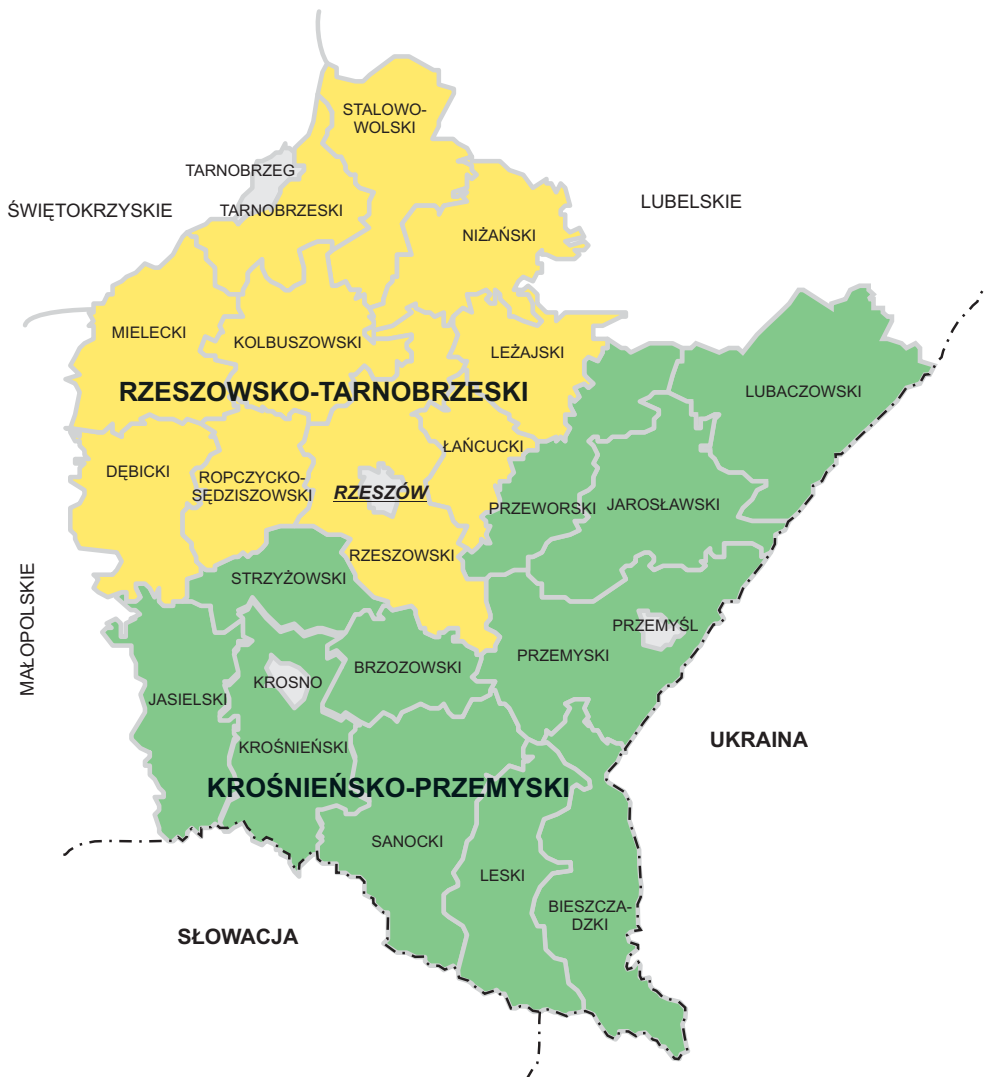 STALOWO-
WOLSKI
TARNOBRZEG
ŚWIĘTOKRZYSKIE
TARNOBRZESKI
LUBELSKIE
NIŻAŃSKI
MIELECKI
KOLBUSZOWSKI
LEŻAJSKI
RZESZOWSKO-TARNOBRZESKI
LUBACZOWSKI
ŁAŃCUCKI
DĘBICKI
ROPCZYCKO-
SĘDZISZOWSKI
RZESZÓW
PRZEWORSKI
JAROSŁAWSKI
RZESZOWSKI
STRZYŻOWSKI
MAŁOPOLSKIE
PRZEMYŚL
PRZEMYSKI
BRZOZOWSKI
KROSNO
JASIELSKI
KROŚNIEŃSKI
UKRAINA
KROŚNIEŃSKO-PRZEMYSKI
SANOCKI
LESKI
BIESZCZA-
DZKI
SŁOWACJA